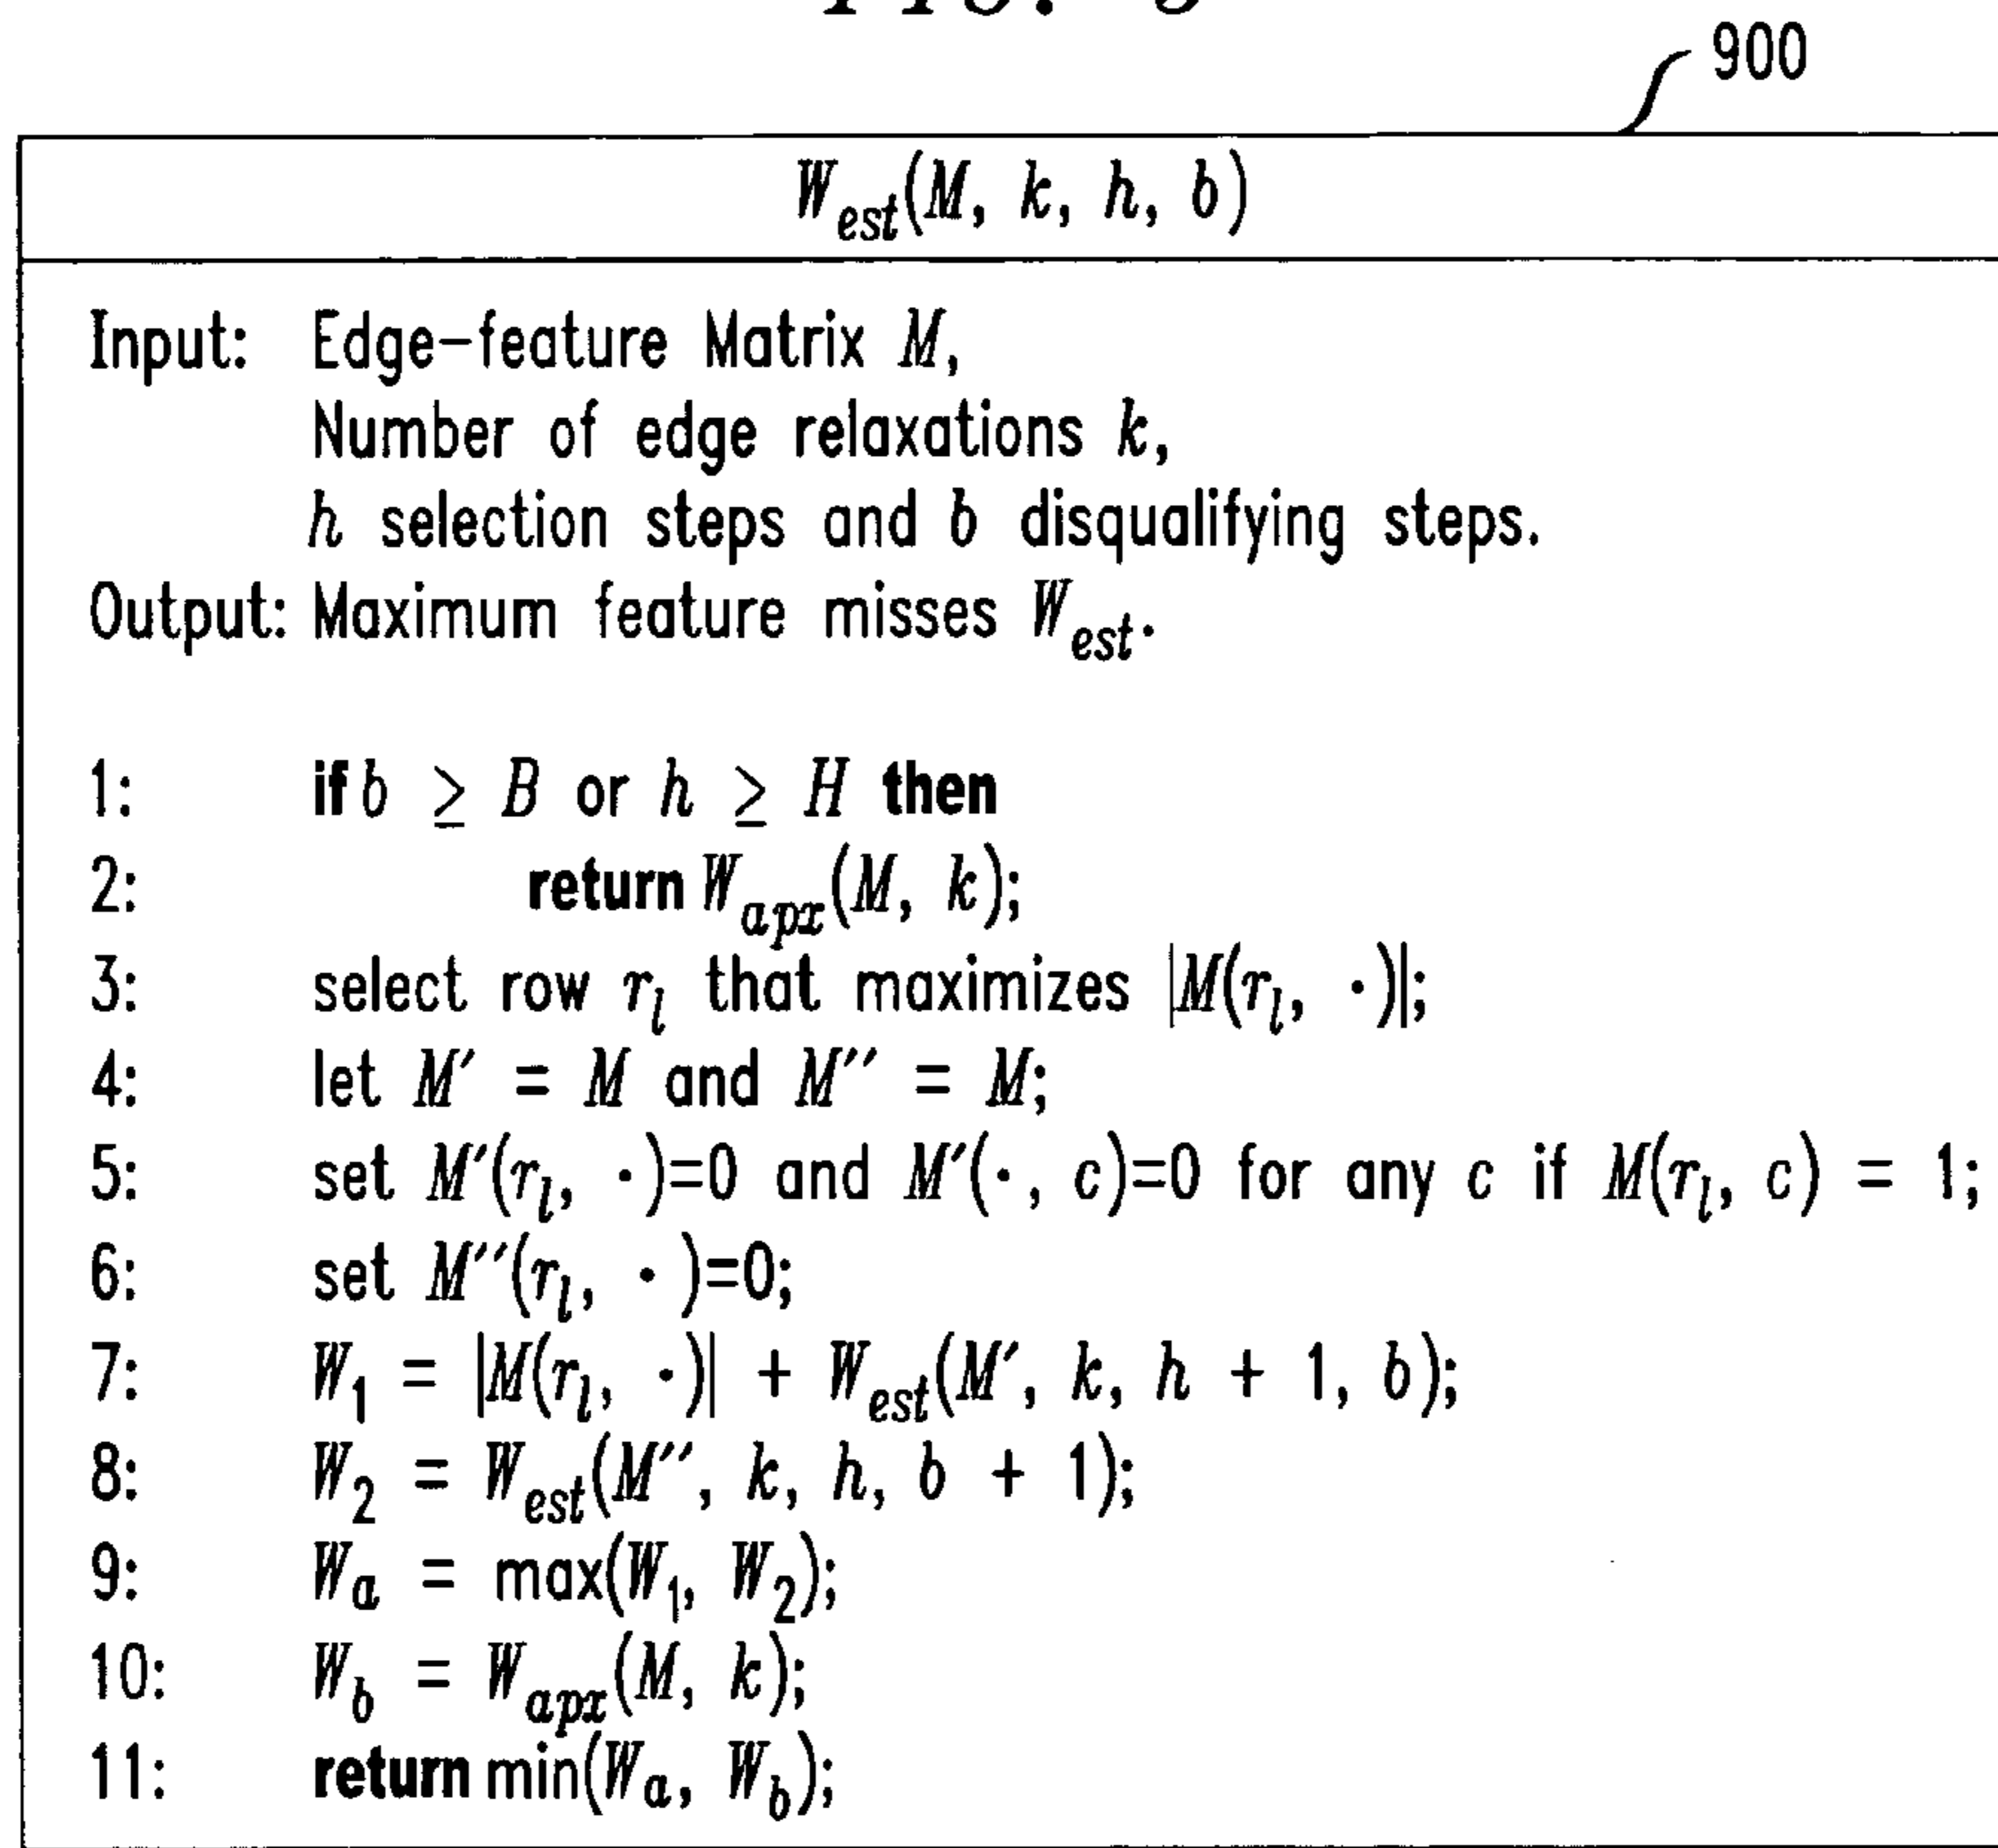 900
W_est(M, k, h, b)
Input: Edge-feature Matrix M,
Number of edge relaxations k,
h selection steps and b disqualifying steps.
Output: Maximum feature misses W_est.
1: if b ≥ B or h ≥ H then
2: return W_apx(M, k);
3: select row r_l that maximizes |M(r_l, ·)|;
4: let M′ = M and M″ = M;
5: set M′(r_l, ·)=0 and M′(·, c)=0 for any c if M(r_l, c) = 1;
6: set M″(r_l, ·)=0;
7: W_1 = |M(r_l, ·)| + W_est(M′, k, h + 1, b);
8: W_2 = W_est(M″, k, h, b + 1);
9: W_a = max(W_1, W_2);
10: W_b = W_apx(M, k);
11: return min(W_a, W_b);